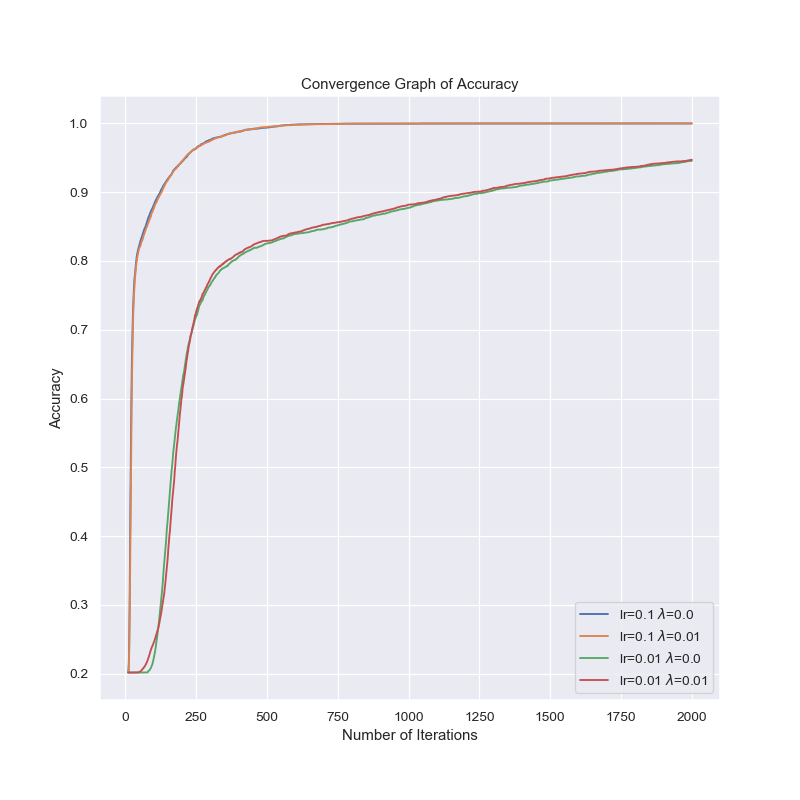 Convergence Graph of Accuracy
Accuracy
1.0
0.9
0.8
0.7
0.6
0.5
0.4
0.3
0.2
0 250 500 750 1000 1250 1500 1750 2000
Number of Iterations
lr=0.1 λ=0.0
lr=0.1 λ=0.01
lr=0.01 λ=0.0
lr=0.01 λ=0.01